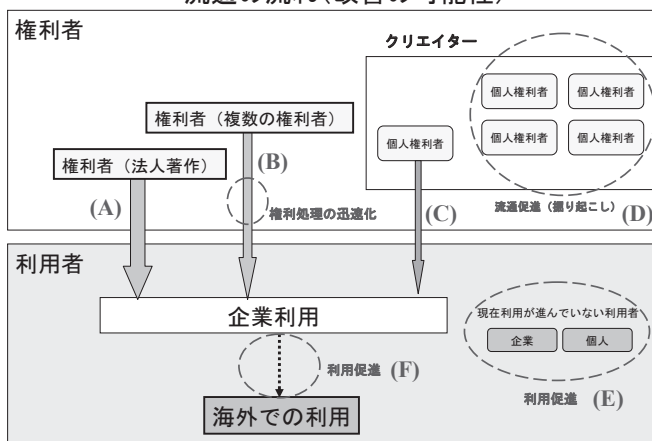 流通の流れ(改善の可能性)
権利者
クリエイター
個人権利者
個人権利者
権利者（複数の権利者）
個人権利者
個人権利者
個人権利者
権利者（法人著作）
(B)
(A)
権利処理の迅速化
(C)
流通促進（掘り起こし）
(D)
利用者
企業利用
現在利用が進んでいない利用者
企業
個人
利用促進
(F)
利用促進
(E)
海外での利用